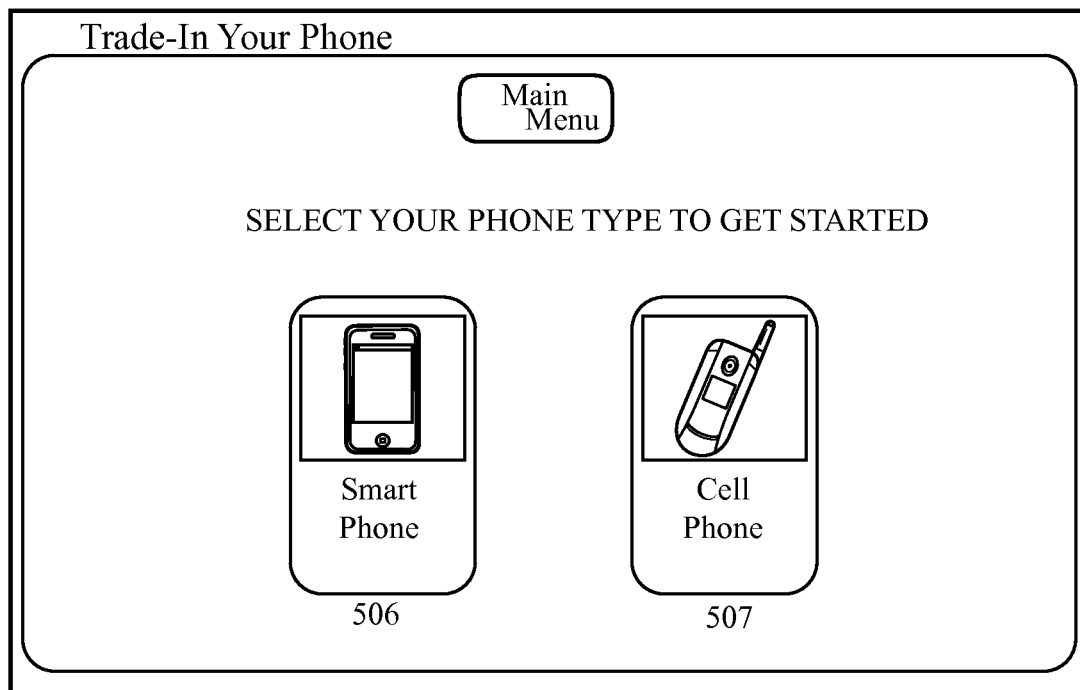 Trade-In Your Phone
Main
Menu
SELECT YOUR PHONE TYPE TO GET STARTED
Smart
Phone
506
Cell
Phone
507